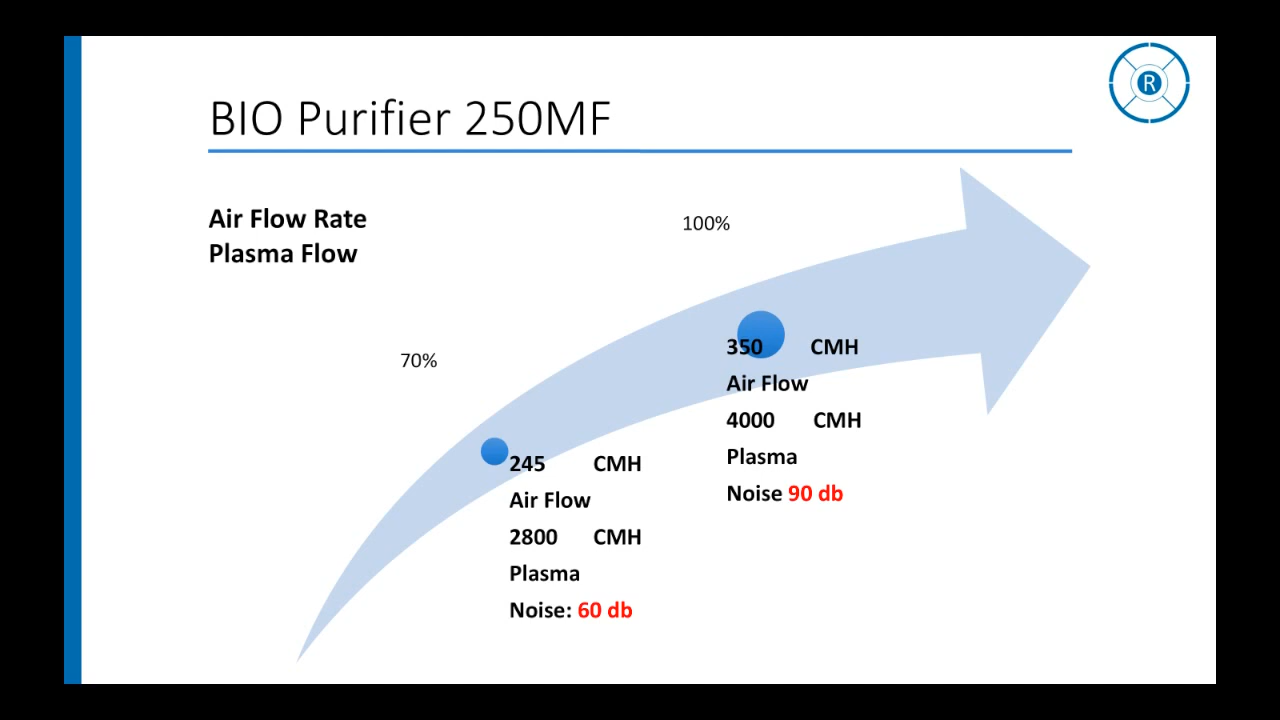 R
BIO Purifier 250MF
Air Flow Rate
Plasma Flow
100%
70%
350 CMH
Air Flow
4000 CMH
Plasma
Noise 90 db
245 CMH
Air Flow
2800 CMH
Plasma
Noise: 60 db